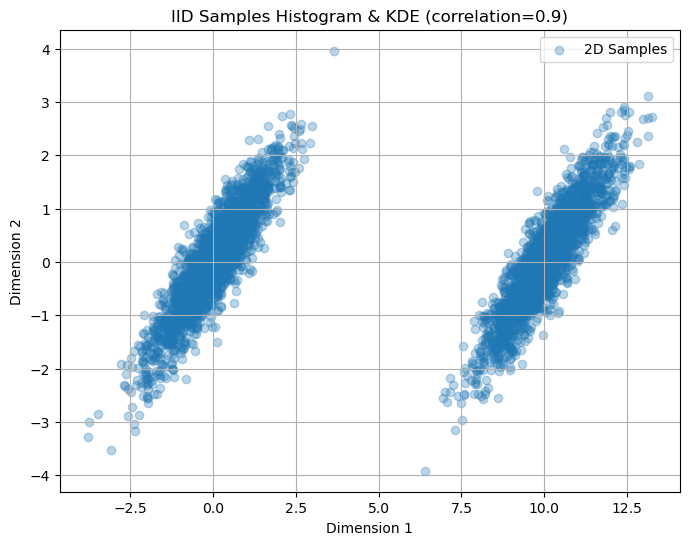 IID Samples Histogram & KDE (correlation=0.9)
2D Samples
Dimension 2
4
3
2
1
0
−1
−2
−3
−4
−2.5 0.0 2.5 5.0 7.5 10.0 12.5
Dimension 1